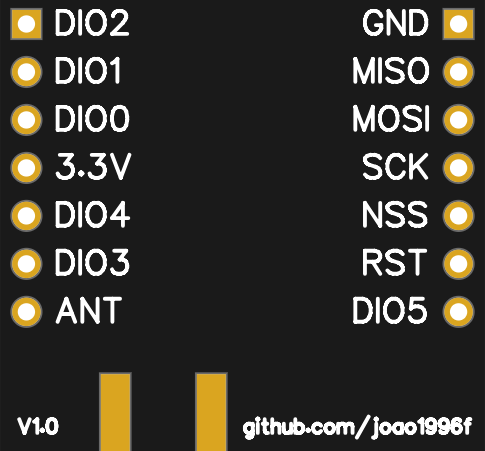 DIO2 GND
DIO1 MISO
DIO0 MOSI
3.3V SCK
DIO4 NSS
DIO3 RST
ANT DIO5
V1.0 github.com/joao1996f